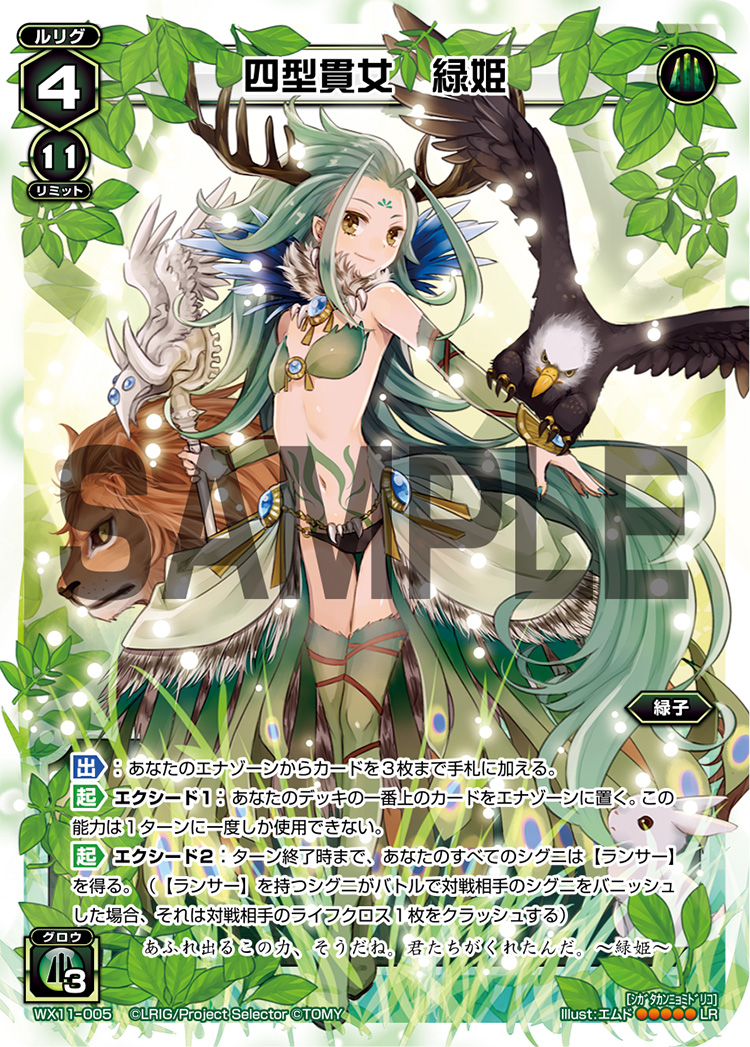 ルリグ
4
四型貫女　緑姫
11
リミット
SAMPLE
緑子
出：あなたのエナゾーンからカードを３枚まで手札に加える。
起 エクシード１：あなたのデッキの一番上のカードをエナゾーンに置く。この
能力は１ターンに一度しか使用できない。
起 エクシード２：ターン終了時まで、あなたのすべてのシグニは【ランサー】
を得る。（【ランサー】を持つシグニがバトルで対戦相手のシグニをバニッシュ
した場合、それは対戦相手のライフクロス１枚をクラッシュする）
グロウ
3
あふれ出るこの力、そうだね。君たちがくれたんだ。～緑姫～
[シガタカンニョミドリコ]
WX11-005 ©LRIG/Project Selector ©TOMY Illust:エムド LR